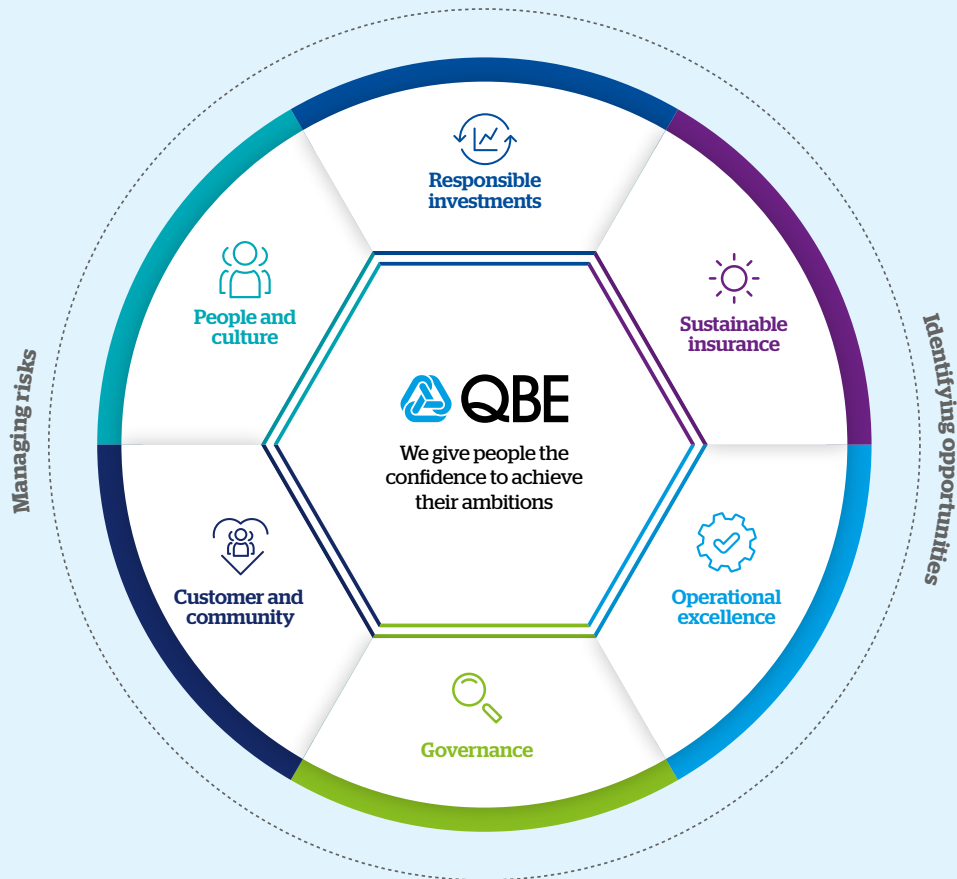 Responsible
investments
People and
culture
Sustainable
insurance
Managing risks
Identifying opportunities
QBE
We give people the
confidence to achieve
their ambitions
Customer and
community
Operational
excellence
Governance